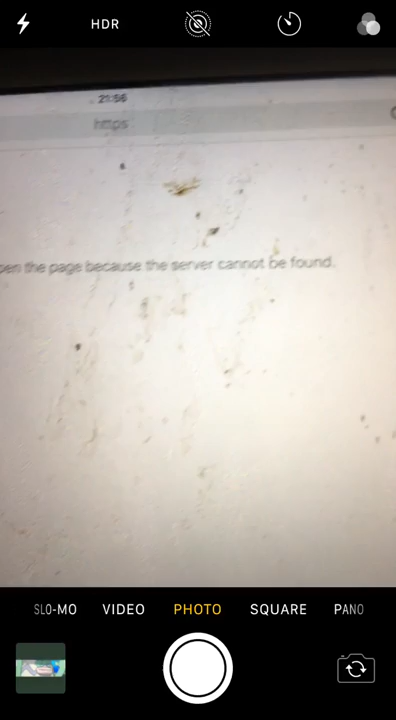 HDR
21:56
https
pen the page because the server cannot be found.
SLO-MO VIDEO PHOTO SQUARE PANO